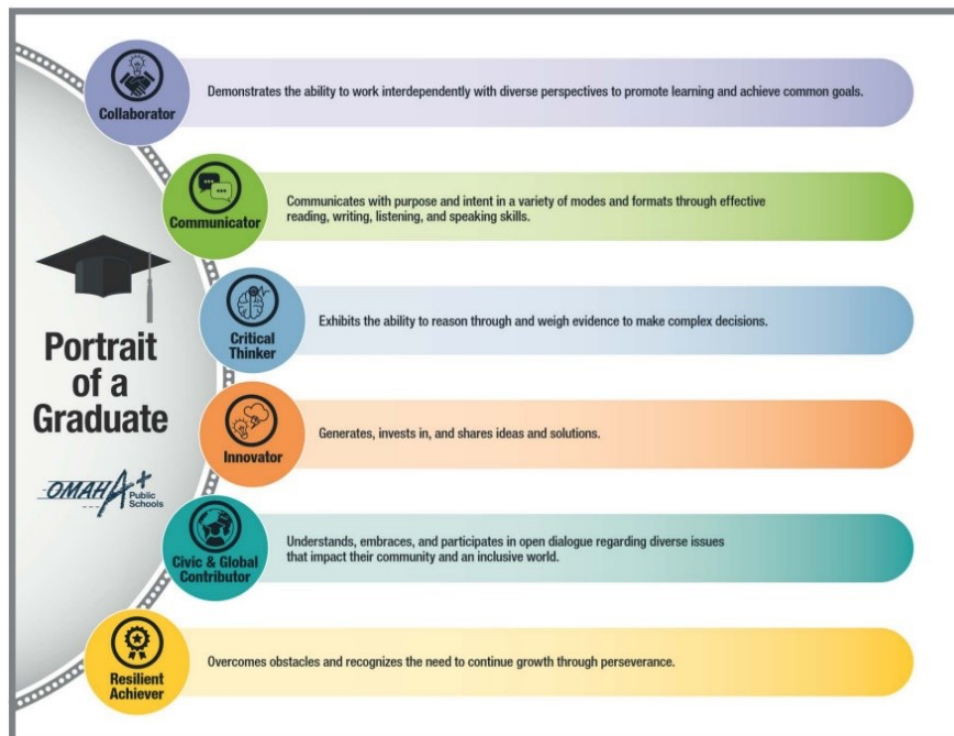 Collaborator
Demonstrates the ability to work interdependently with diverse perspectives to promote learning and achieve common goals.
Communicator
Communicates with purpose and intent in a variety of modes and formats through effective
reading, writing, listening, and speaking skills.
Portrait
of a
Graduate
OMAHA+
Public
Schools
Critical
Thinker
Exhibits the ability to reason through and weigh evidence to make complex decisions.
Innovator
Generates, invests in, and shares ideas and solutions.
Civic & Global
Contributor
Understands, embraces, and participates in open dialogue regarding diverse issues
that impact their community and an inclusive world.
Resilient
Achiever
Overcomes obstacles and recognizes the need to continue growth through perseverance.